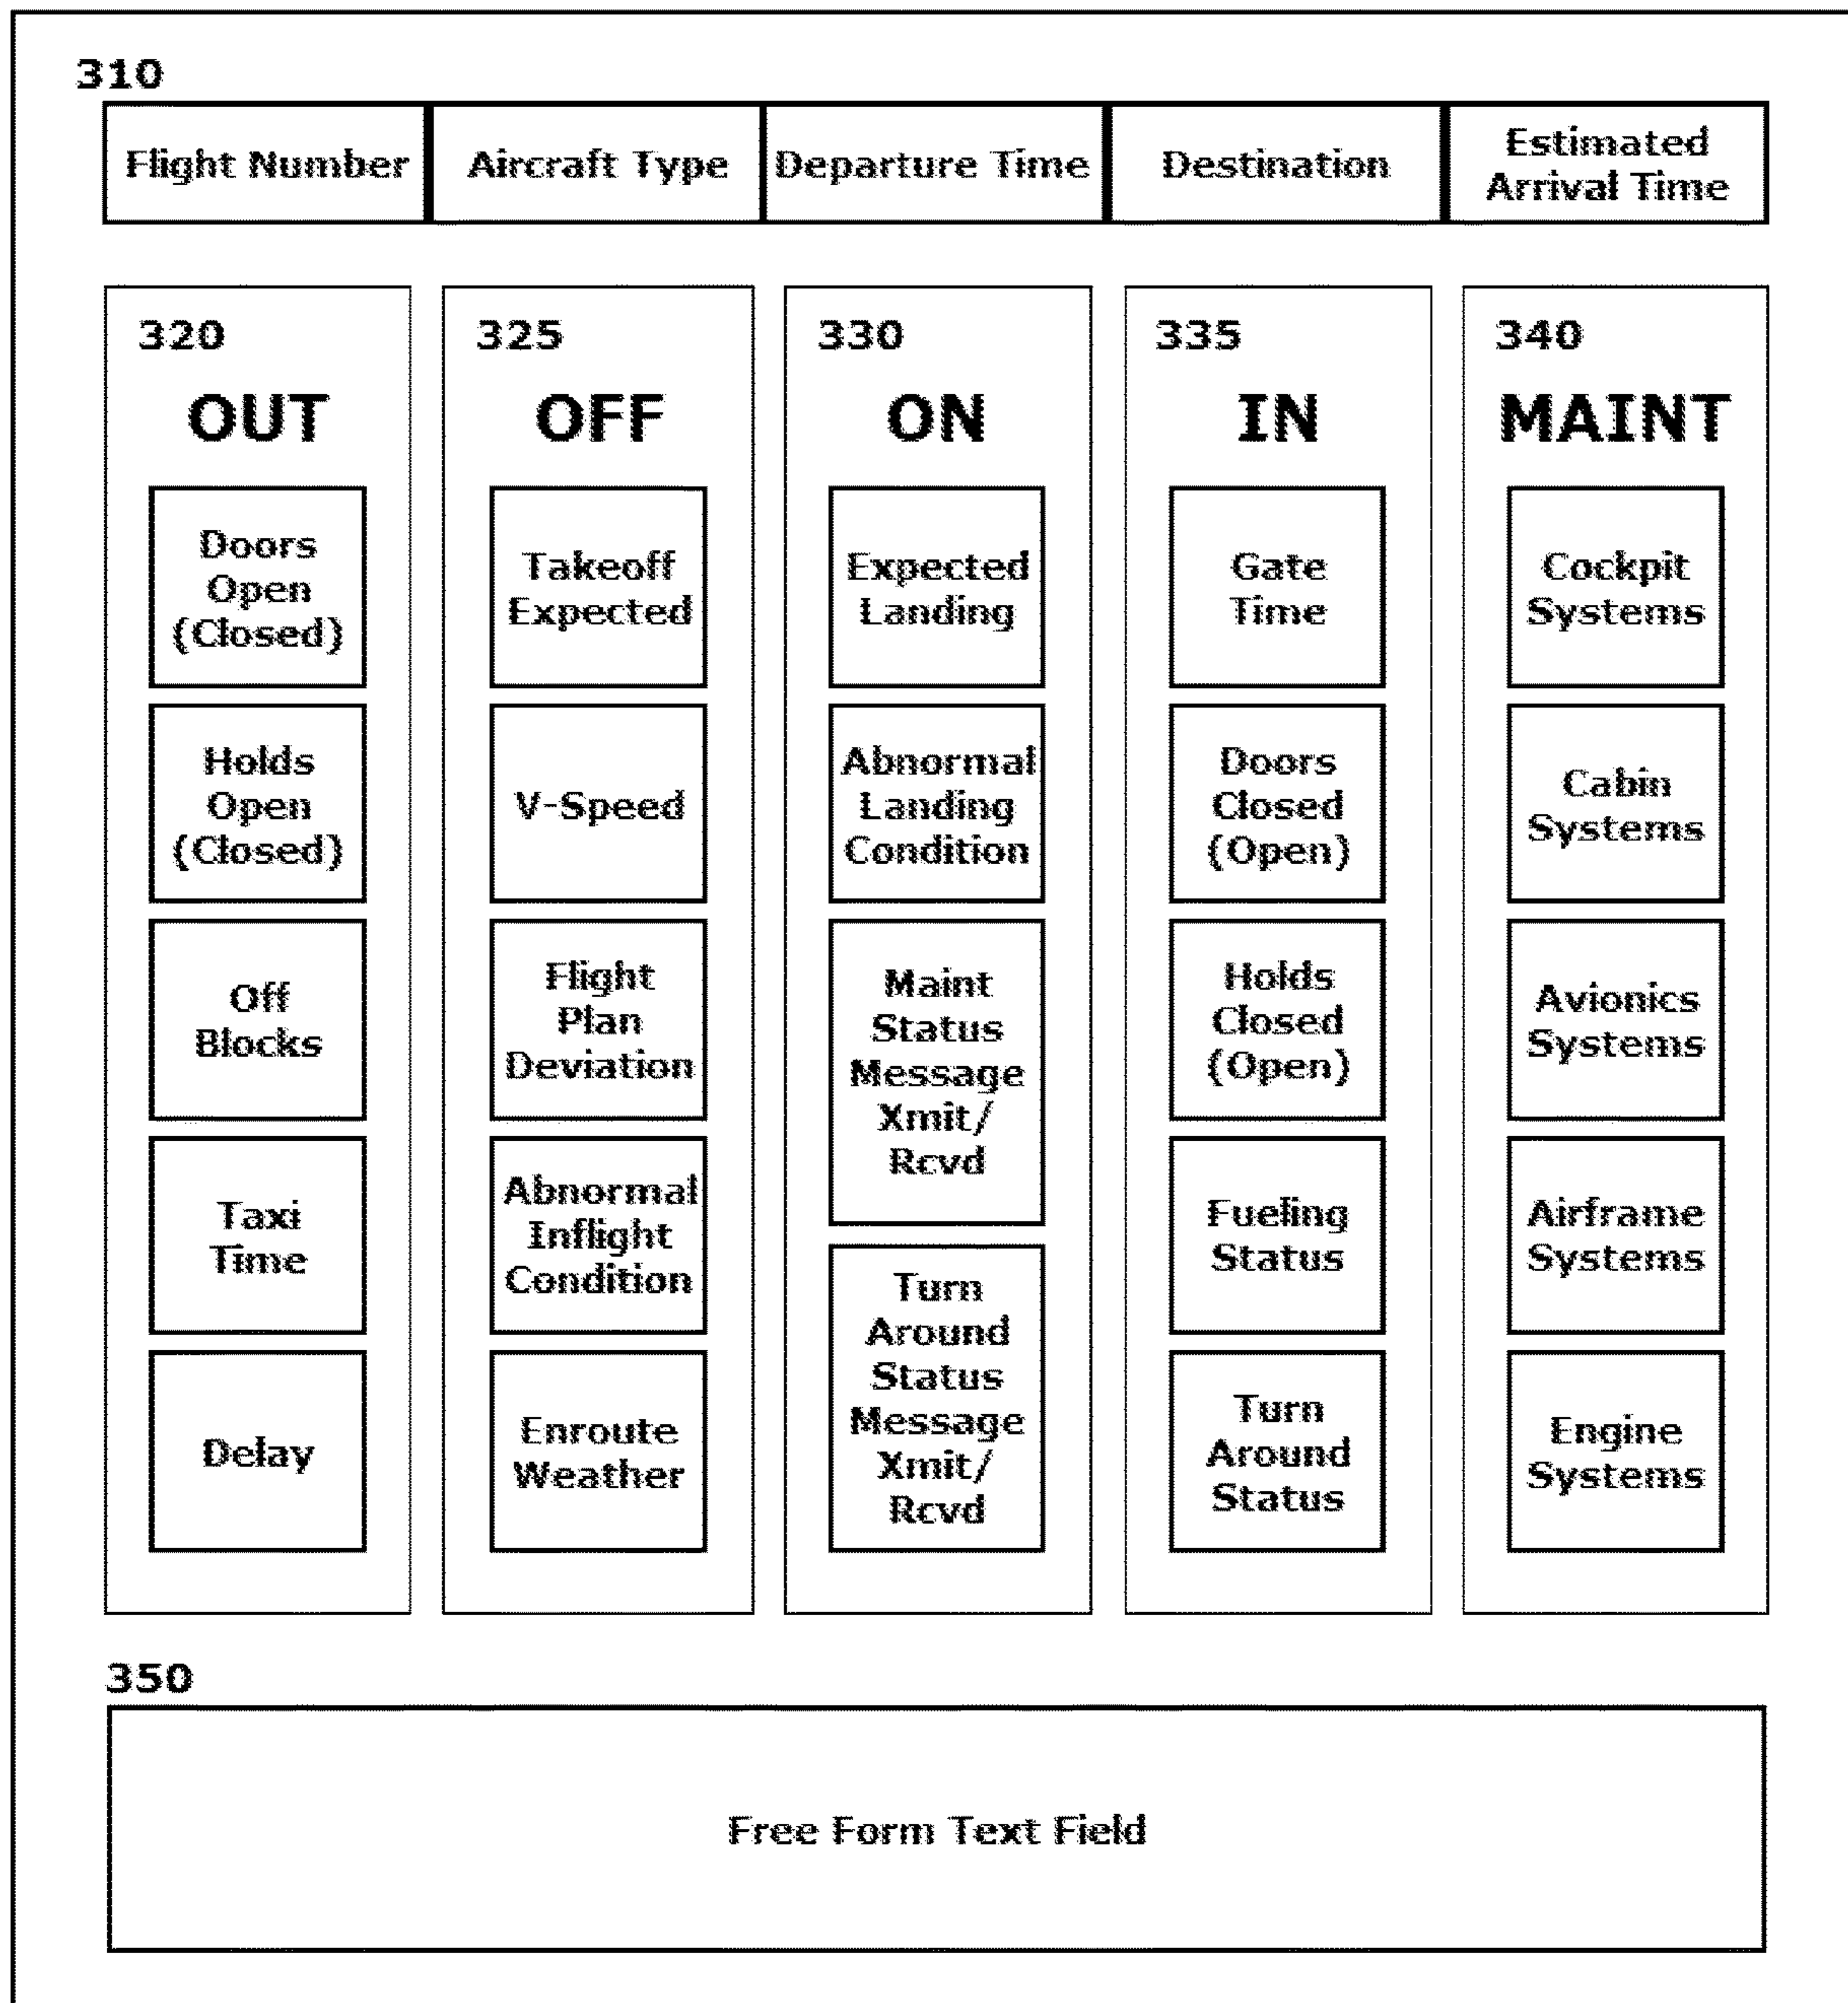 310
Flight Number
Aircraft Type
Departure Time
Destination
Estimated
Arrival Time
320
OUT
Doors
Open
(Closed)
Holds
Open
(Closed)
Off
Blocks
Taxi
Time
Delay
325
OFF
Takeoff
Expected
V-Speed
Flight
Plan
Deviation
Abnormal
Inflight
Condition
Enroute
Weather
330
ON
Expected
Landing
Abnormal
Landing
Condition
Maint
Status
Message
Xmit/
Rcvd
Turn
Around
Status
Message
Xmit/
Rcvd
335
IN
Gate
Time
Doors
Closed
(Open)
Holds
Closed
(Open)
Fueling
Status
Turn
Around
Status
340
MAINT
Cockpit
Systems
Cabin
Systems
Avionics
Systems
Airframe
Systems
Engine
Systems
350
Free Form Text Field